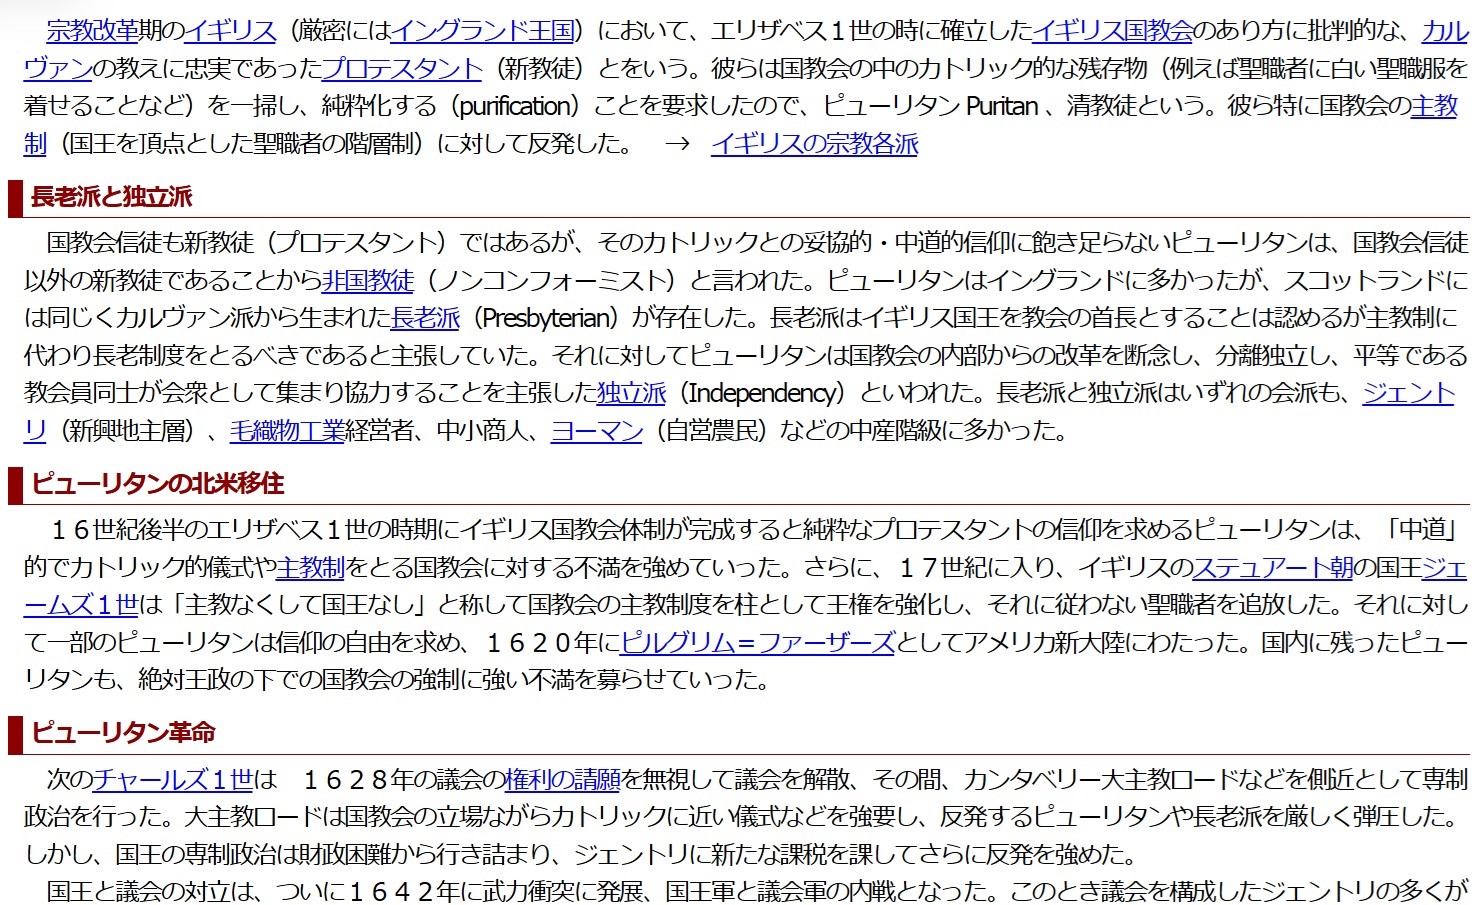 宗教改革期のイギリス（厳密にはイングランド王国）において、エリザベス１世の時に確立したイギリス国教会のあり方に批判的な、カル
ヴァンの教えに忠実であったプロテスタント（新教徒）とをいう。彼らは国教会の中のカトリック的な残存物（例えば聖職者に白い聖職服を
着せることなど）を一掃し、純粋化する（purification）ことを要求したので、ピューリタン Puritan 、清教徒という。彼ら特に国教会の主教
制（国王を頂点とした聖職者の階層制）に対して反発した。　→　イギリスの宗教各派
長老派と独立派
国教会信徒も新教徒（プロテスタント）ではあるが、そのカトリックとの妥協的・中道的信仰に飽き足らないピューリタンは、国教会信徒
以外の新教徒であることから非国教徒（ノンコンフォーミスト）と言われた。ピューリタンはイングランドに多かったが、スコットランドに
は同じくカルヴァン派から生まれた長老派（Presbyterian）が存在した。長老派はイギリス国王を教会の首長とすることは認めるが主教制に
代わり長老制度をとるべきであると主張していた。それに対してピューリタンは国教会の内部からの改革を断念し、分離独立し、平等である
教会員同士が会衆として集まり協力することを主張した独立派（Independency）といわれた。長老派と独立派はいずれの会派も、ジェント
リ（新興地主層）、毛織物工業経営者、中小商人、ヨーマン（自営農民）などの中産階級に多かった。
ピューリタンの北米移住
１６世紀後半のエリザベス１世の時期にイギリス国教会体制が完成すると純粋なプロテスタントの信仰を求めるピューリタンは、「中道」
的でカトリック的儀式や主教制をとる国教会に対する不満を強めていった。さらに、１７世紀に入り、イギリスのステュアート朝の国王ジェ
ームズ１世は「主教なくして国王なし」と称して国教会の主教制度を柱として王権を強化し、それに従わない聖職者を追放した。それに対し
て一部のピューリタンは信仰の自由を求め、１６２０年にピルグリム＝ファーザーズとしてアメリカ新大陸にわたった。国内に残ったピュー
リタンも、絶対王政の下での国教会の強制に強い不満を募らせていった。
ピューリタン革命
次のチャールズ１世は　１６２８年の議会の権利の請願を無視して議会を解散、その間、カンタベリー大主教ロードなどを側近として専制
政治を行った。大主教ロードは国教会の立場ながらカトリックに近い儀式などを強要し、反発するピューリタンや長老派を厳しく弾圧した。
しかし、国王の専制政治は財政困難から行き詰まり、ジェントリに新たな課税を課してさらに反発を強めた。
国王と議会の対立は、ついに１６４２年に武力衝突に発展、国王軍と議会軍の内戦となった。このとき議会を構成したジェントリの多くが